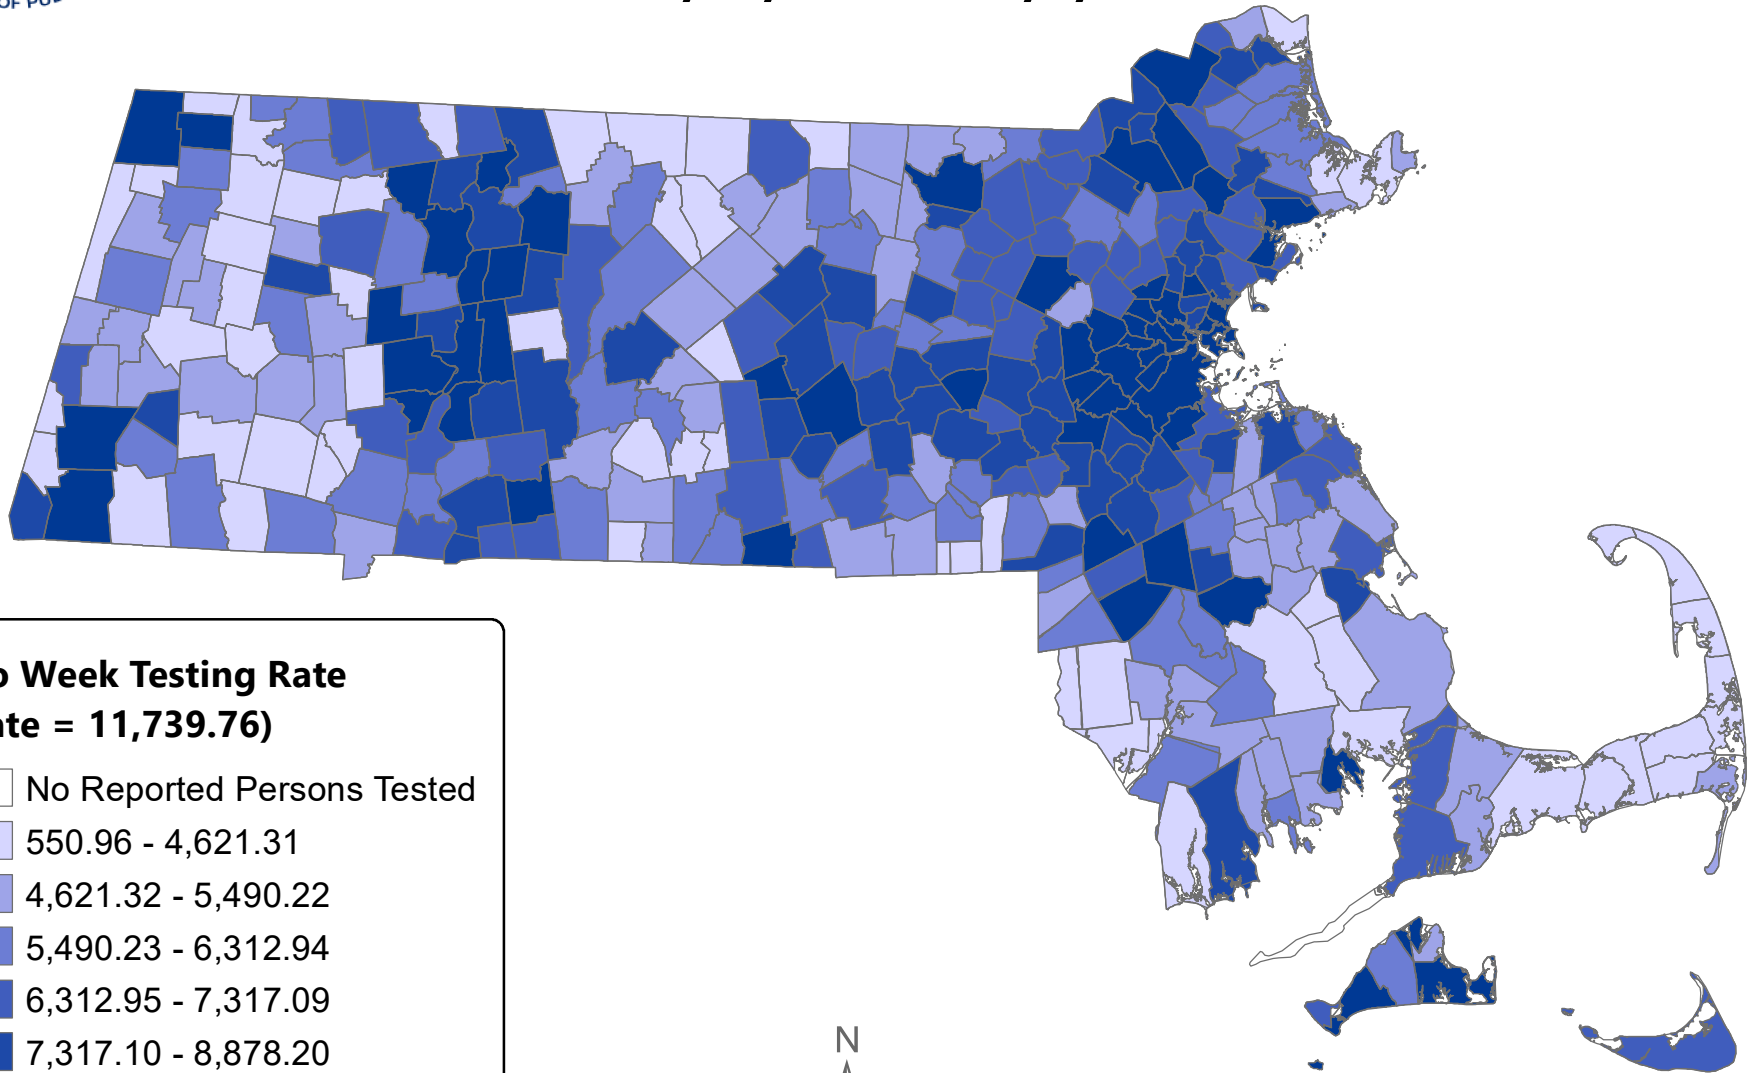 OF PU
Week Testing Rate
= 11,739.76)
No Reported Persons Tested
550.96 - 4,621.31
4,621.32 - 5,490.22
5,490.23 - 6,312.94
6,312.95 - 7,317.09
7,317.10 - 8,878.20
N